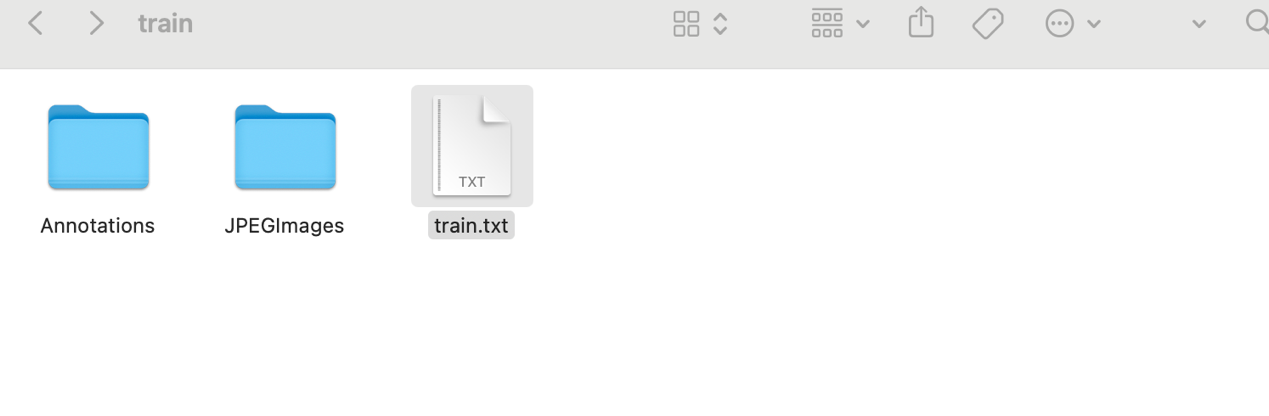 train
TXT
Annotations
JPEGImages
train.txt